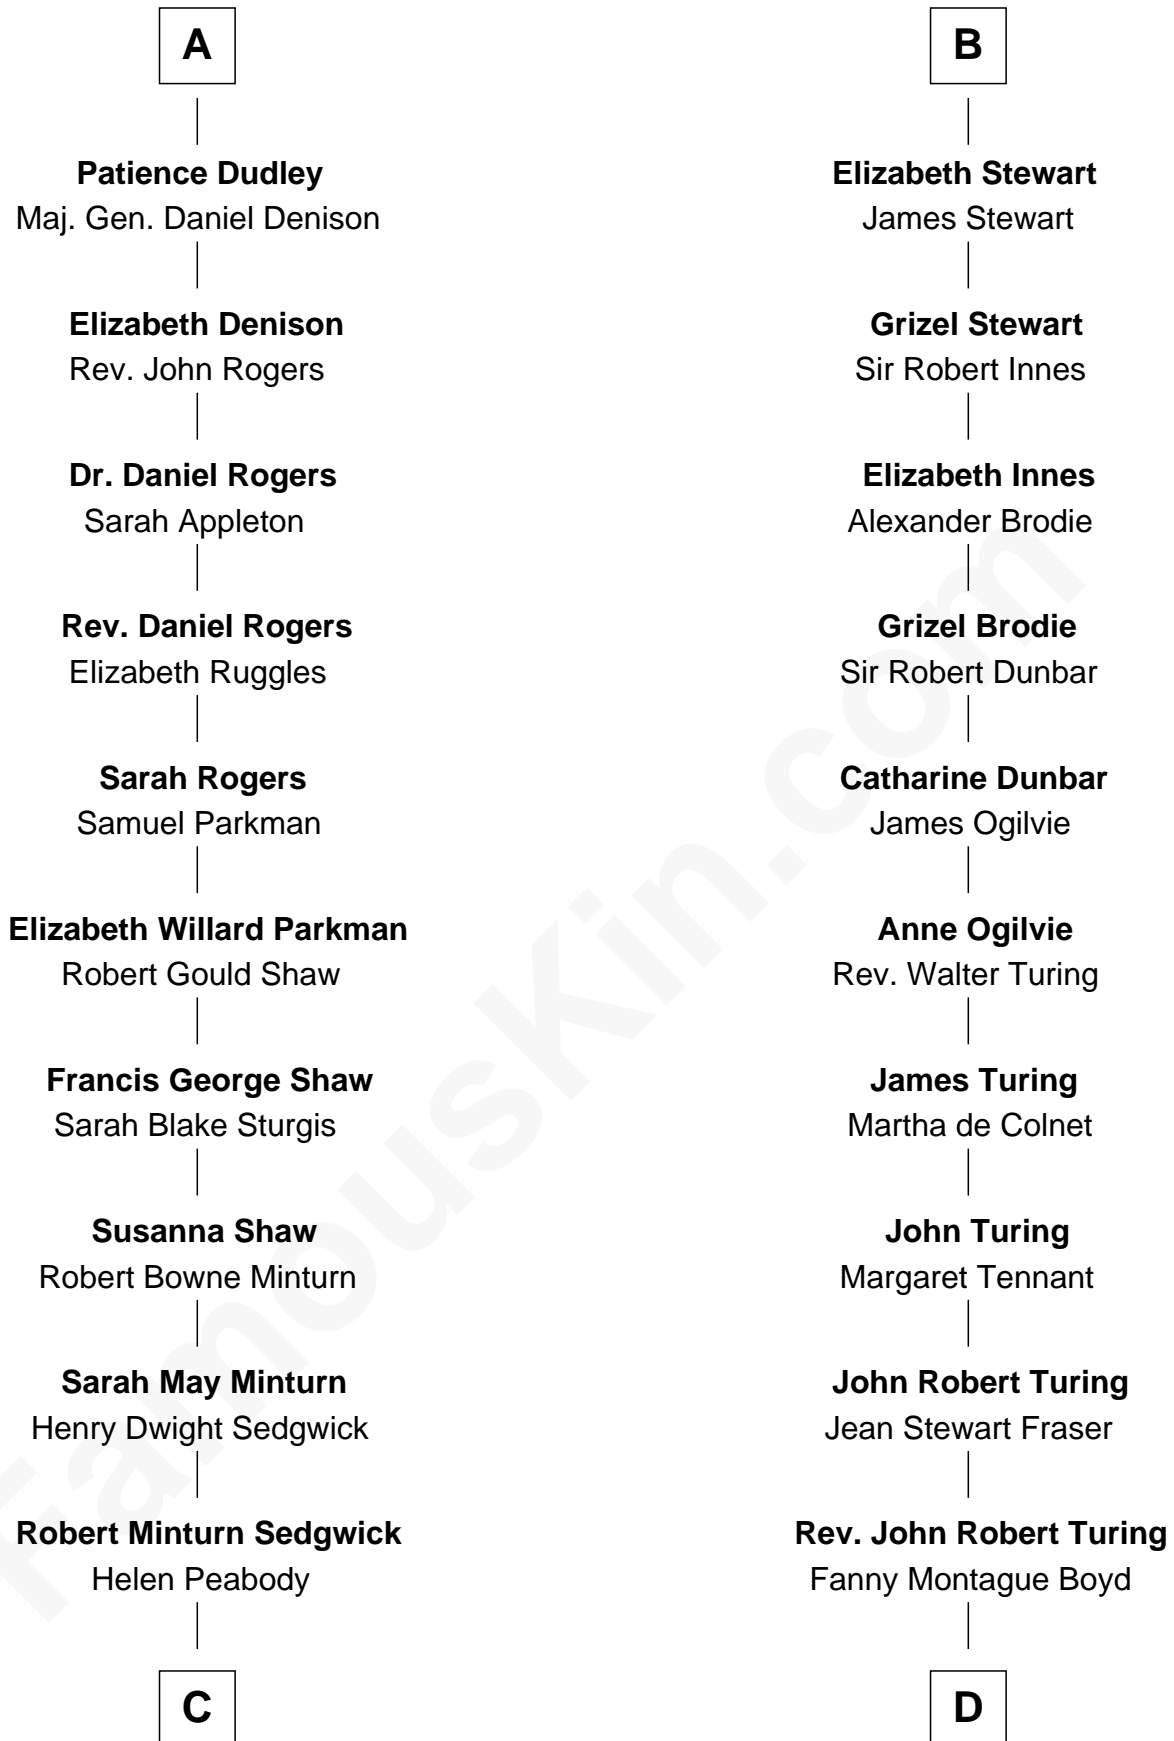 A
Patience Dudley
Maj. Gen. Daniel Denison
Elizabeth Denison
Rev. John Rogers
Dr. Daniel Rogers
Sarah Appleton
Rev. Daniel Rogers
Elizabeth Ruggles
Sarah Rogers
Samuel Parkman
Elizabeth Willard Parkman
Robert Gould Shaw
Francis George Shaw
Sarah Blake Sturgis
Susanna Shaw
Robert Bowne Minturn
Sarah May Minturn
Henry Dwight Sedgwick
Robert Minturn Sedgwick
Helen Peabody
C
B
Elizabeth Stewart
James Stewart
Grizel Stewart
Sir Robert Innes
Elizabeth Innes
Alexander Brodie
Grizel Brodie
Sir Robert Dunbar
Catharine Dunbar
James Ogilvie
Anne Ogilvie
Rev. Walter Turing
James Turing
Martha de Colnet
John Turing
Margaret Tennant
John Robert Turing
Jean Stewart Fraser
Rev. John Robert Turing
Fanny Montague Boyd
D
FamousKin.com